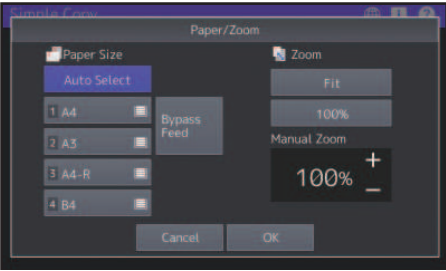 Simple Copy
Paper/Zoom
Paper Size
Auto Select
1 A4
2 A3
3 A4-R
4 B4
Bypass
Feed
Zoom
Fit
100%
Manual Zoom
100%
+
−
Cancel
OK